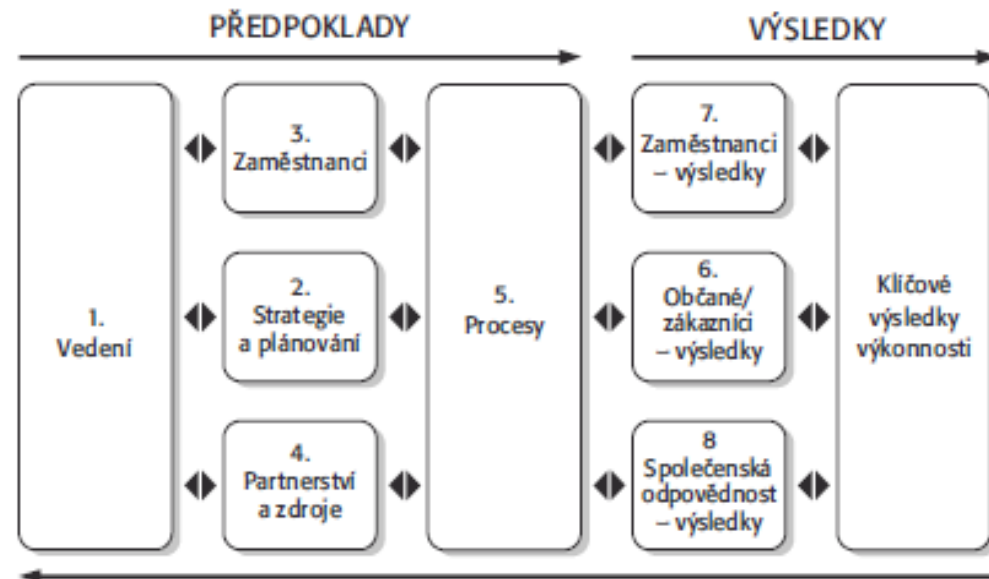 PŘEDPOKLADY
VÝSLEDKY
1.
Vedení
3.
Zaměstnanci
2.
Strategie
a plánování
4.
Partnerství
a zdroje
5.
Procesy
7.
Zaměstnanci
– výsledky
6.
Občané/
zákazníci
– výsledky
8
Společenská
odpovědnost
– výsledky
Klíčové
výsledky
výkonnosti